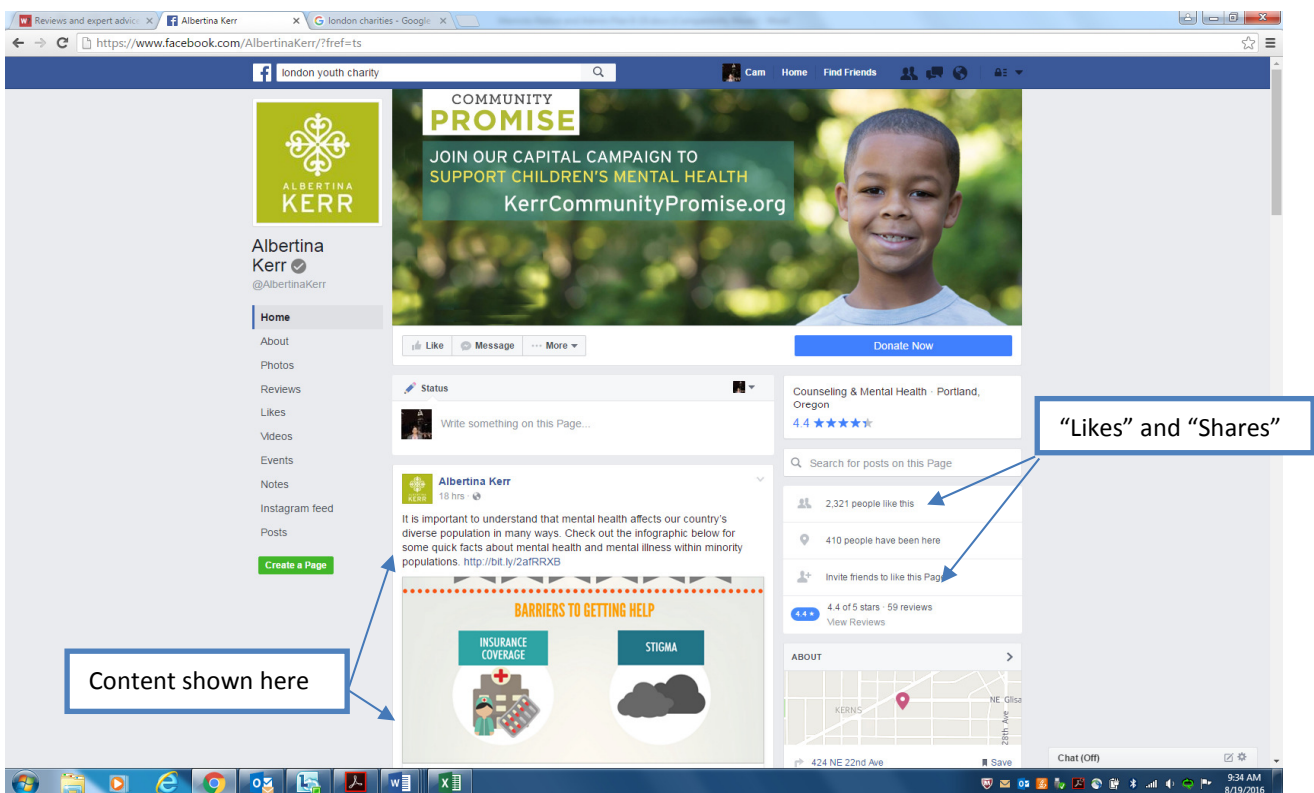 Reviews and expert advice
Albertina Kerr
london charities - Google
https://www.facebook.com/AlbertinaKerr/?fref=ts
london youth charity
Cam
Home
Find Friends
ALBERTINA
KERR
COMMUNITY
PROMISE
JOIN OUR CAPITAL CAMPAIGN TO
SUPPORT CHILDREN'S MENTAL HEALTH
KerrCommunityPromise.org
Albertina
Kerr
@AlbertinaKerr
Home
About
Photos
Reviews
Likes
Videos
Events
Notes
Instagram feed
Posts
Create a Page
Like
Message
More
Donate Now
Status
Write something on this Page...
Albertina Kerr
18 hrs
It is important to understand that mental health affects our country's
diverse population in many ways. Check out the infographic below for
some quick facts about mental health and mental illness within minority
populations. http://bit.ly/2afRRXB
BARRIERS TO GETTING HELP
INSURANCE
COVERAGE
STIGMA
Counseling & Mental Health · Portland,
Oregon
4.4
Search for posts on this Page
2,321 people like this
410 people have been here
Invite friends to like this Page
4.4
4.4 of 5 stars · 59 reviews
View Reviews
ABOUT
KERNS
NE Glisa
28th Ave
424 NE 22nd Ave
Save
"Likes" and "Shares"
Content shown here
Chat (Off)
9:34 AM
8/19/2016